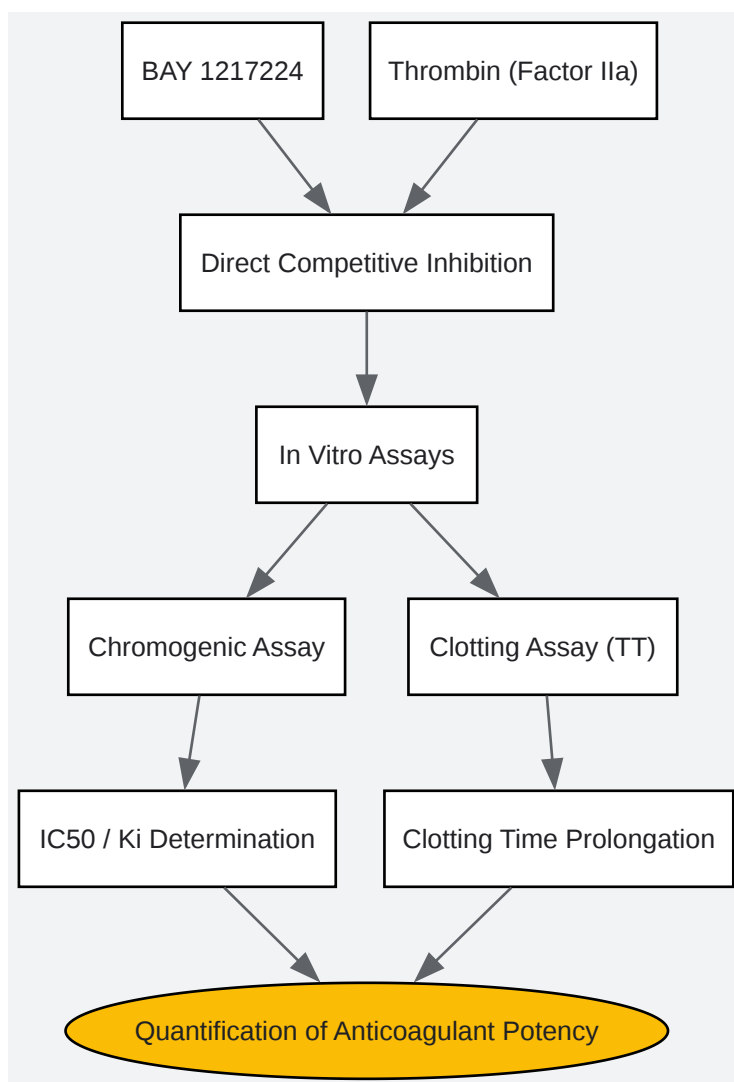 BAY 1217224
Thrombin (Factor IIa)
Direct Competitive Inhibition
In Vitro Assays
Chromogenic Assay
Clotting Assay (TT)
IC50 / Ki Determination
Clotting Time Prolongation
Quantification of Anticoagulant Potency